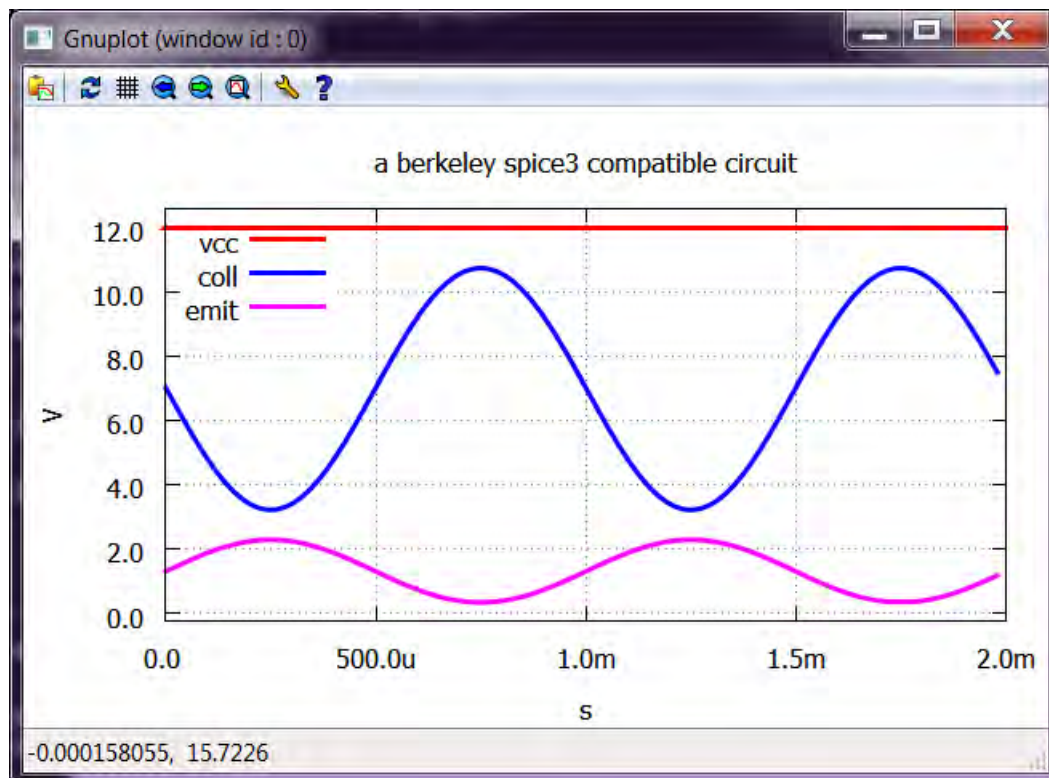 Gnuplot (window id : 0)
a berkeley spice3 compatible circuit
12.0
10.0
8.0
6.0
4.0
2.0
0.0
V
vcc
coll
emit
0.0 500.0u 1.0m 1.5m 2.0m
s
-0.000158055, 15.7226